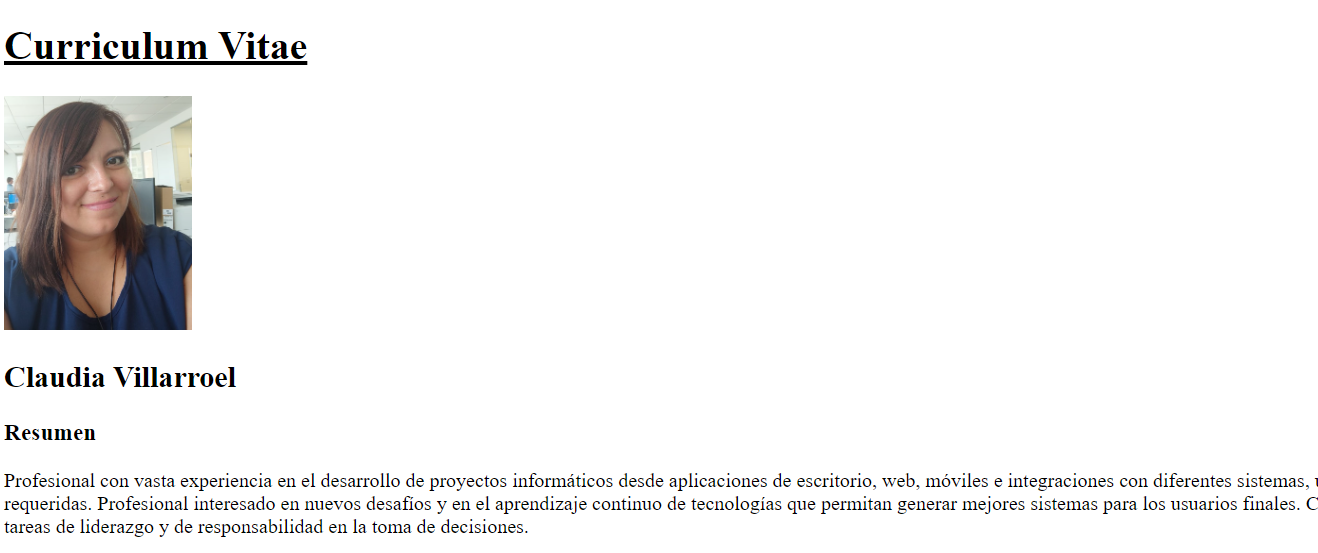 Curriculum Vitae
Claudia Villarroel
Resumen
Profesional con vasta experiencia en el desarrollo de proyectos informáticos desde aplicaciones de escritorio, web, móviles e integraciones con diferentes sistemas,
requeridas. Profesional interesado en nuevos desafíos y en el aprendizaje continuo de tecnologías que permitan generar mejores sistemas para los usuarios finales. C
tareas de liderazgo y de responsabilidad en la toma de decisiones.